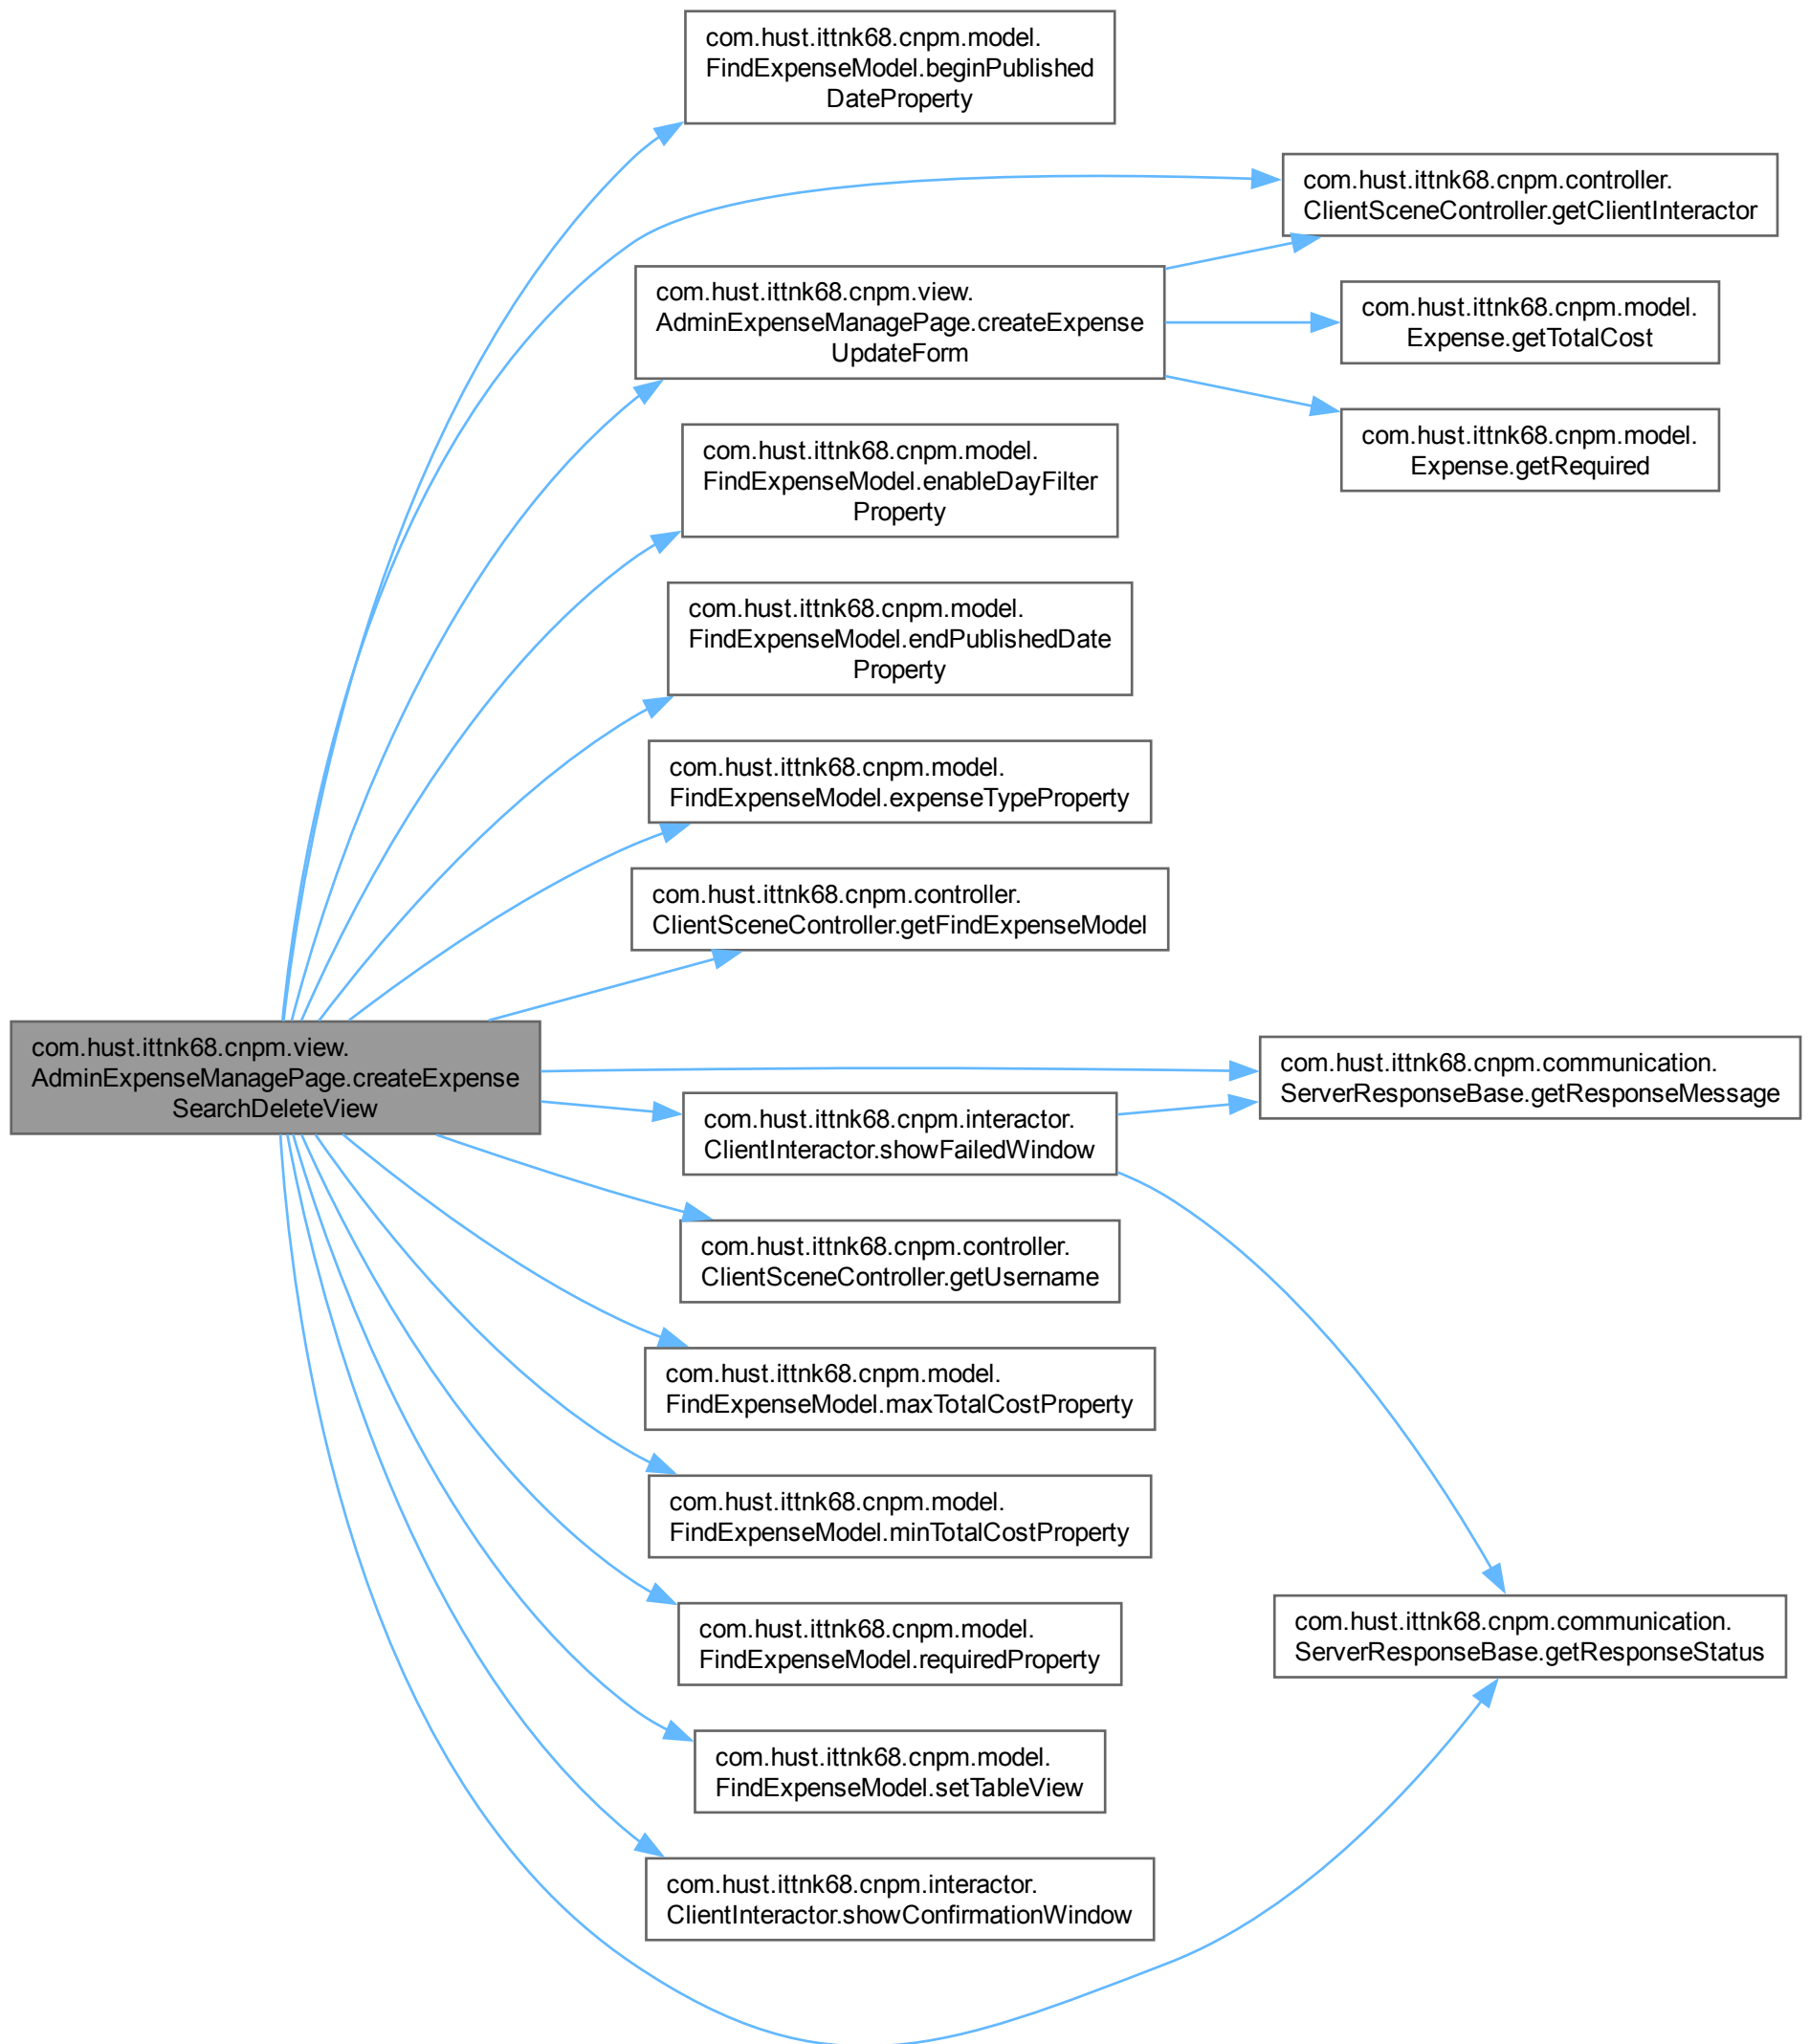 com.hust.ittnk68.cnpm.model.
FindExpenseModel.beginPublished
DateProperty
com.hust.ittnk68.cnpm.controller.
ClientSceneController.getClientInteractor
com.hust.ittnk68.cnpm.view.
AdminExpenseManagePage.createExpense
UpdateForm
com.hust.ittnk68.cnpm.model.
Expense.getTotalCost
com.hust.ittnk68.cnpm.model.
Expense.getRequired
com.hust.ittnk68.cnpm.model.
FindExpenseModel.enableDayFilter
Property
com.hust.ittnk68.cnpm.model.
FindExpenseModel.endPublishedDate
Property
com.hust.ittnk68.cnpm.model.
FindExpenseModel.expenseTypeProperty
com.hust.ittnk68.cnpm.controller.
ClientSceneController.getFindExpenseModel
com.hust.ittnk68.cnpm.view.
AdminExpenseManagePage.createExpense
SearchDeleteView
com.hust.ittnk68.cnpm.communication.
ServerResponseBase.getResponseMessage
com.hust.ittnk68.cnpm.interactor.
ClientInteractor.showFailedWindow
com.hust.ittnk68.cnpm.controller.
ClientSceneController.getUsername
com.hust.ittnk68.cnpm.model.
FindExpenseModel.maxTotalCostProperty
com.hust.ittnk68.cnpm.model.
FindExpenseModel.minTotalCostProperty
com.hust.ittnk68.cnpm.model.
FindExpenseModel.requiredProperty
com.hust.ittnk68.cnpm.communication.
ServerResponseBase.getResponseStatus
com.hust.ittnk68.cnpm.model.
FindExpenseModel.setTableView
com.hust.ittnk68.cnpm.interactor.
ClientInteractor.showConfirmationWindow